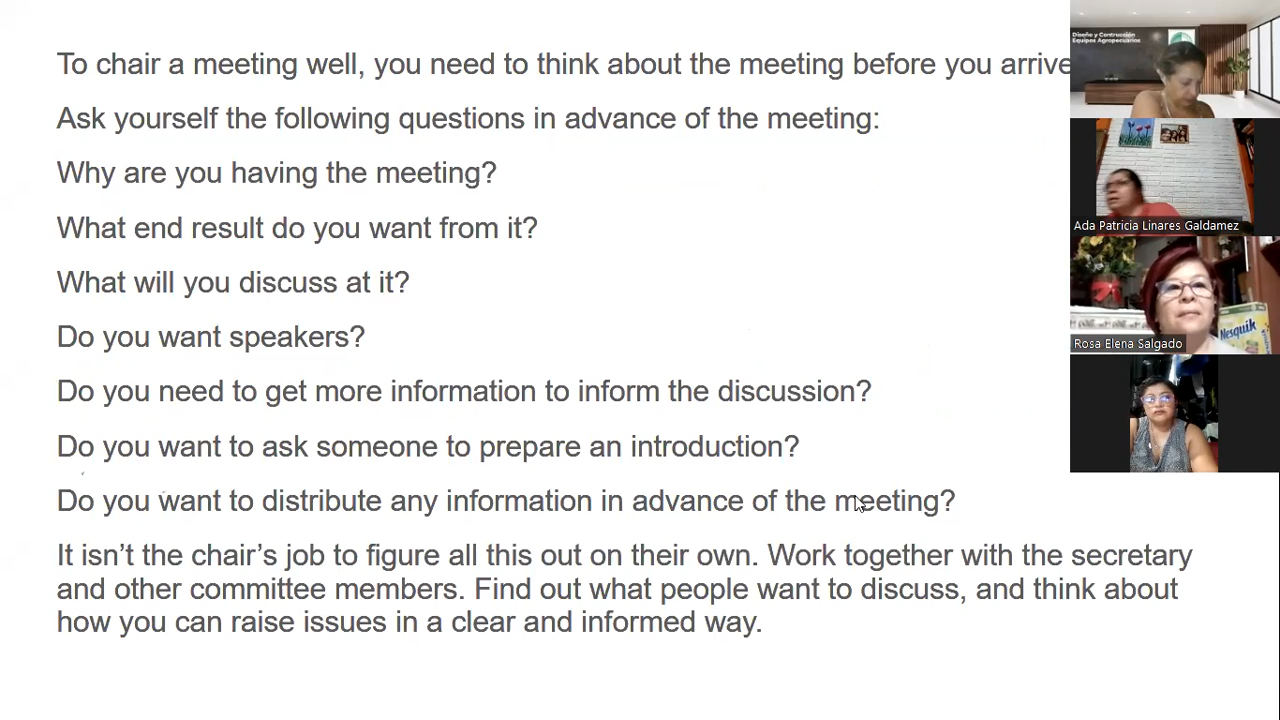 To chair a meeting well, you need to think about the meeting before you arrive
Ask yourself the following questions in advance of the meeting:
Why are you having the meeting?
What end result do you want from it?
What will you discuss at it?
Do you want speakers?
Do you need to get more information to inform the discussion?
Do you want to ask someone to prepare an introduction?
Do you want to distribute any information in advance of the meeting?
It isn’t the chair’s job to figure all this out on their own. Work together with the secretary
and other committee members. Find out what people want to discuss, and think about
how you can raise issues in a clear and informed way.
Diseño y Contrucción
Equipos Agropecuarios
Ada Patricia Linares Galdamez
Rosa Elena Salgado
Nesquik